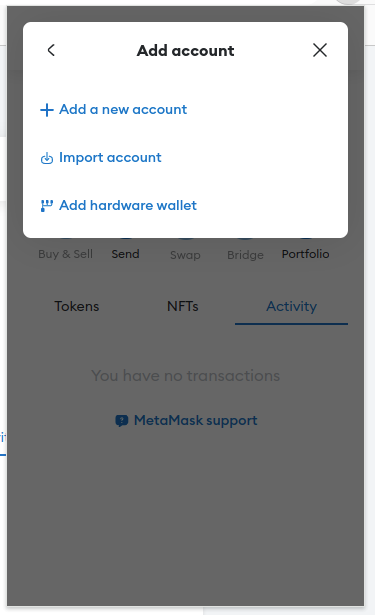 Add account
Add a new account
Import account
Add hardware wallet
Buy & Sell Send Swap Bridge Portfolio
Tokens NFTs Activity
You have no transactions
MetaMask support